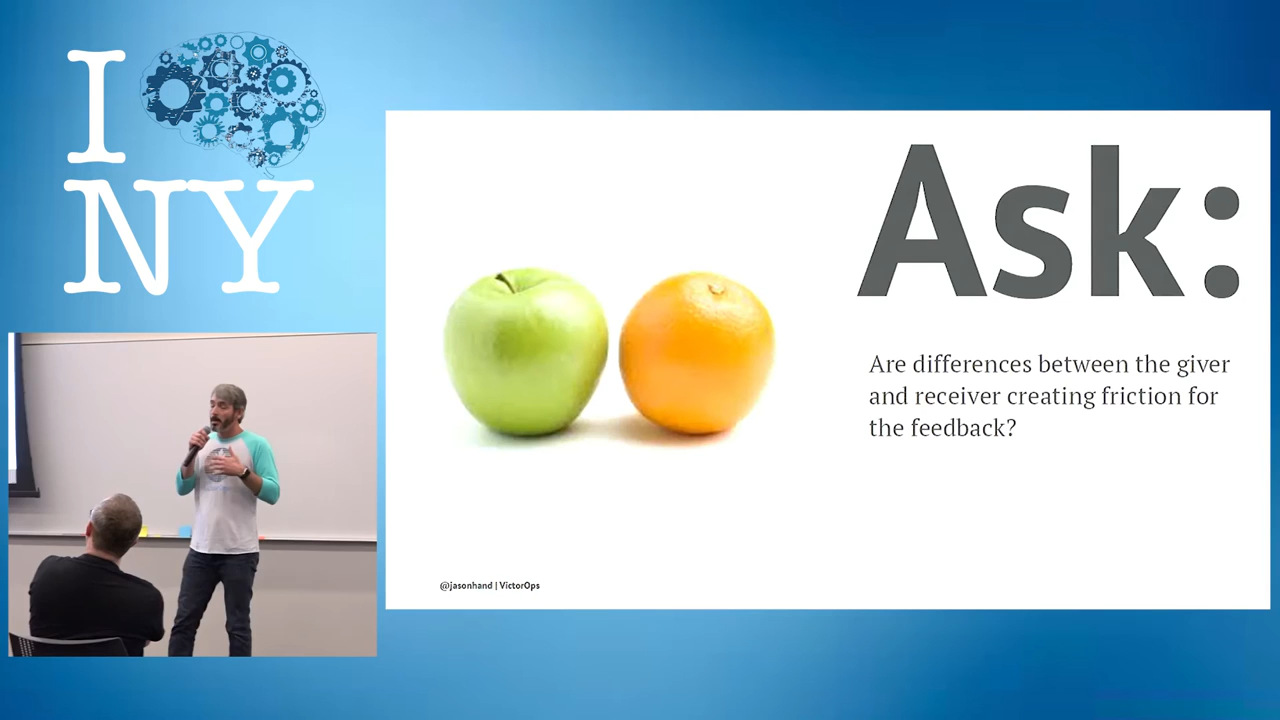 I
NY
Ask:
Are differences between the giver
and receiver creating friction for
the feedback?
@jasonhand | VictorOps